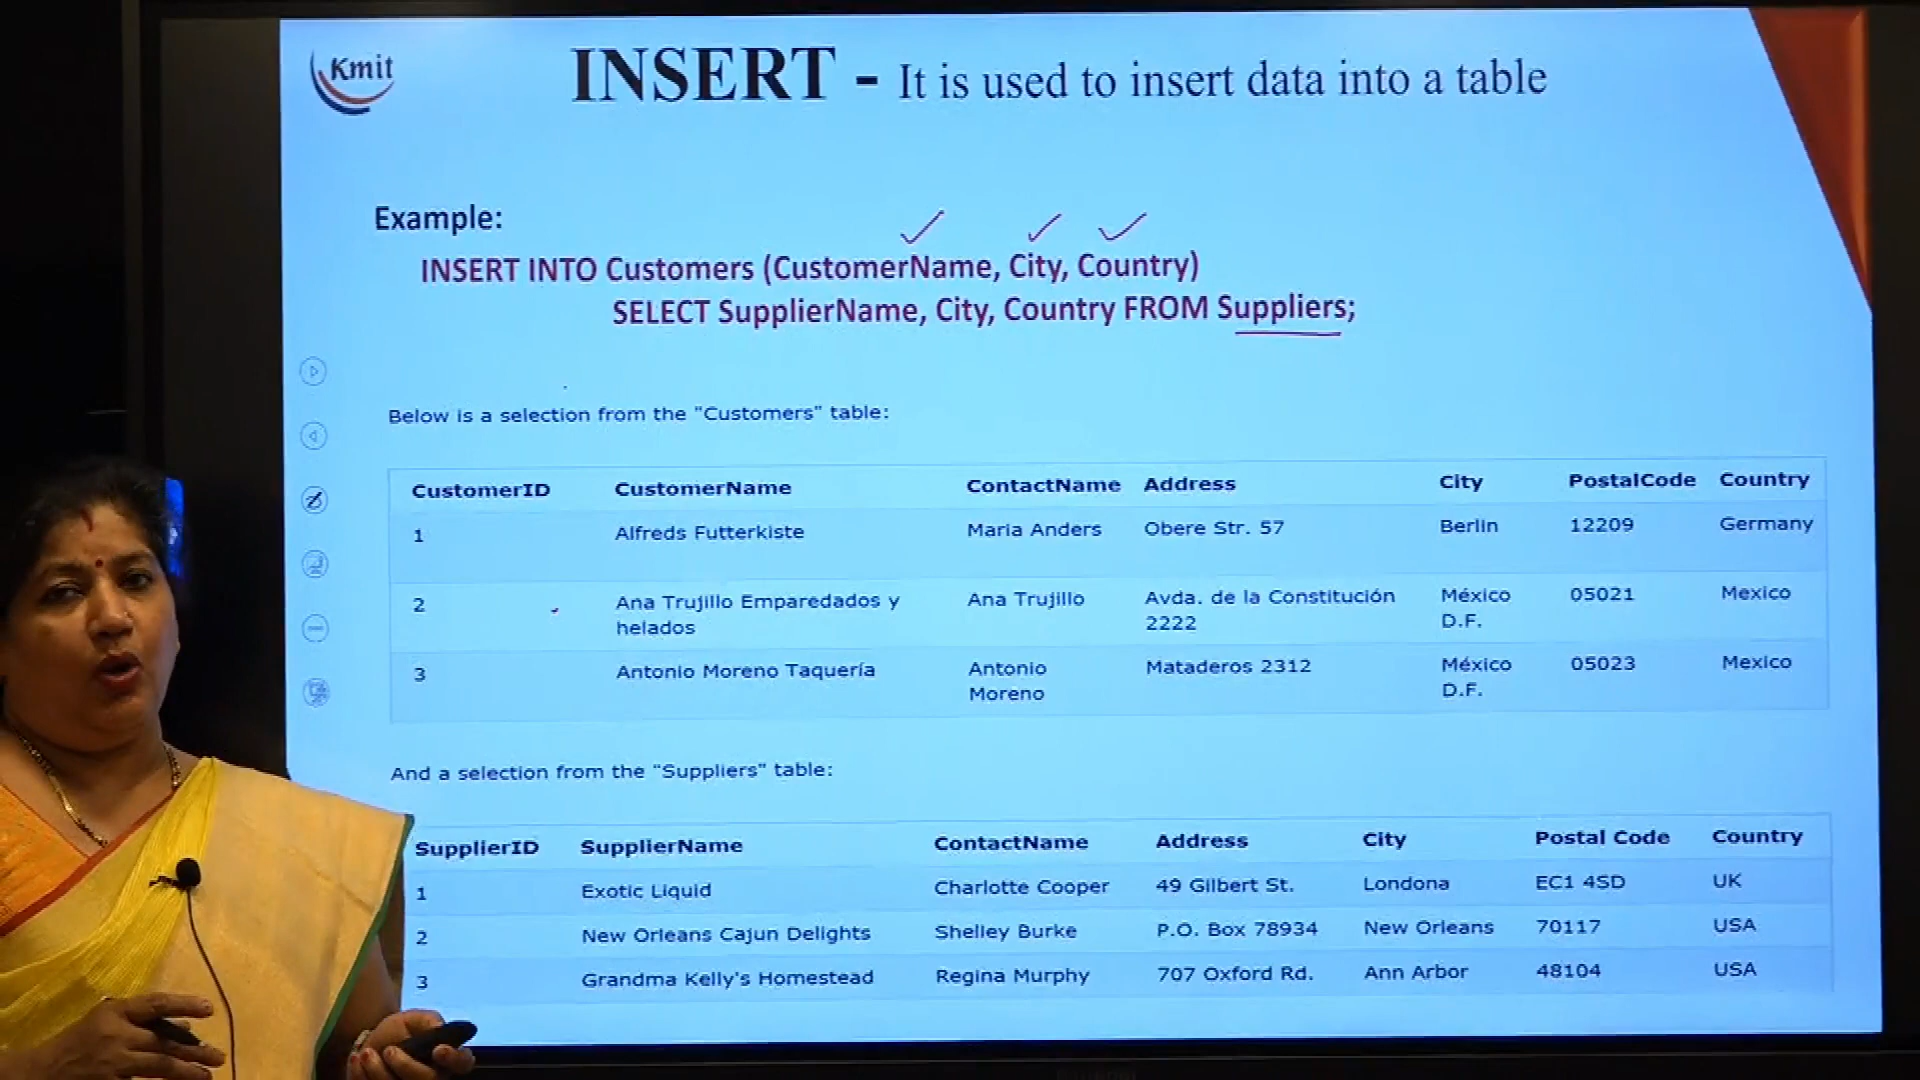 Kmit
INSERT - It is used to insert data into a table
Example:
INSERT INTO Customers (CustomerName, City, Country)
SELECT SupplierName, City, Country FROM Suppliers;
Below is a selection from the "Customers" table:
CustomerID CustomerName ContactName Address City PostalCode Country
1 Alfreds Futterkiste Maria Anders Obere Str. 57 Berlin 12209 Germany
2 Ana Trujillo Emparedados y helados Ana Trujillo Avda. de la Constitución 2222 México D.F. 05021 Mexico
3 Antonio Moreno Taquería Antonio Moreno Mataderos 2312 México D.F. 05023 Mexico
And a selection from the "Suppliers" table:
SupplierID SupplierName ContactName Address City Postal Code Country
1 Exotic Liquid Charlotte Cooper 49 Gilbert St. Londona EC1 4SD UK
2 New Orleans Cajun Delights Shelley Burke P.O. Box 78934 New Orleans 70117 USA
3 Grandma Kelly's Homestead Regina Murphy 707 Oxford Rd. Ann Arbor 48104 USA